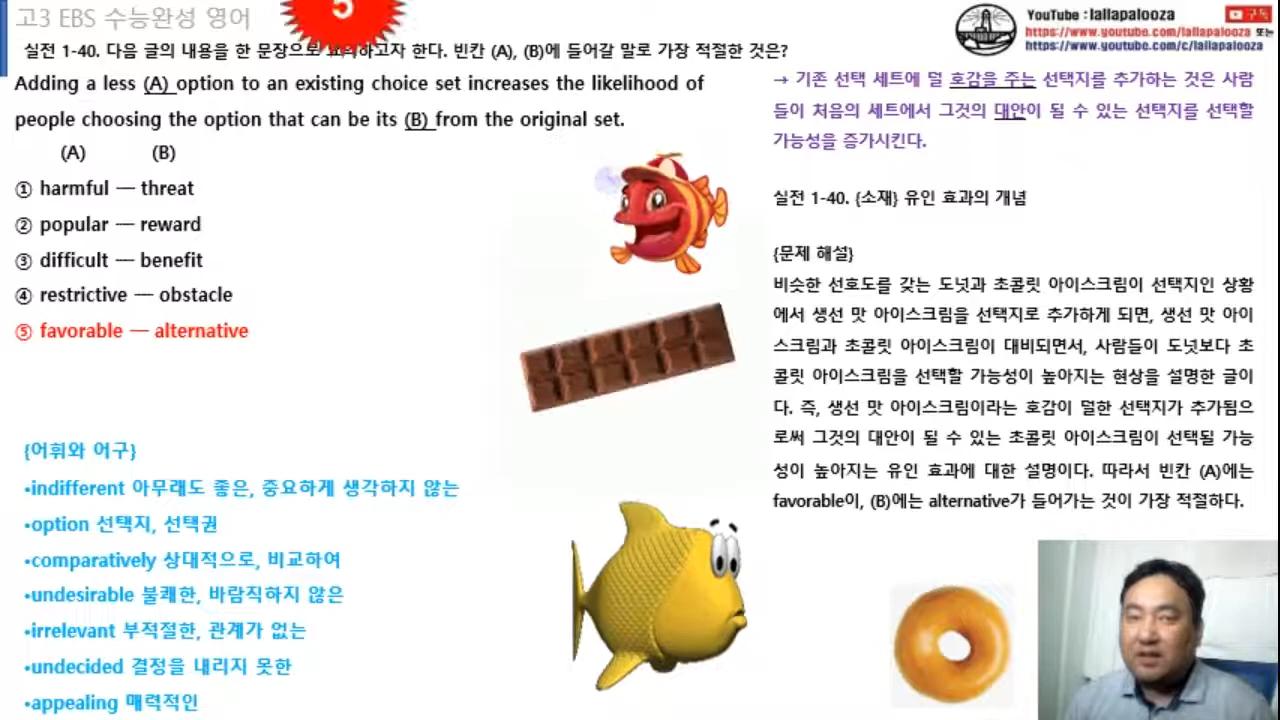 고3 EBS 수능완성 영어
5
YouTube : lallapalooza
구독
https://www.youtube.com/lallapalooza 또는
https://www.youtube.com/c/lallapalooza
실전 1-40. 다음 글의 내용을 한 문장으로 하고자 한다. 빈칸 (A), (B)에 들어갈 말로 가장 적절한 것은?
Adding a less (A) option to an existing choice set increases the likelihood of
people choosing the option that can be its (B) from the original set.
(A) (B)
① harmful — threat
② popular — reward
③ difficult — benefit
④ restrictive — obstacle
⑤ favorable — alternative
{어휘와 어구}
•indifferent 아무래도 좋은, 중요하게 생각하지 않는
•option 선택지, 선택권
•comparatively 상대적으로, 비교하여
•undesirable 불쾌한, 바람직하지 않은
•irrelevant 부적절한, 관계가 없는
•undecided 결정을 내리지 못한
•appealing 매력적인
→ 기존 선택 세트에 덜 호감을 주는 선택지를 추가하는 것은 사람
들이 처음의 세트에서 그것의 대안이 될 수 있는 선택지를 선택할
가능성을 증가시킨다.
실전 1-40. {소재} 유인 효과의 개념
{문제 해설}
비슷한 선호도를 갖는 도넛과 초콜릿 아이스크림이 선택지인 상황
에서 생선 맛 아이스크림을 선택지로 추가하게 되면, 생선 맛 아이
스크림과 초콜릿 아이스크림이 대비되면서, 사람들이 도넛보다 초
콜릿 아이스크림을 선택할 가능성이 높아지는 현상을 설명한 글이
다. 즉, 생선 맛 아이스크림이라는 호감이 덜한 선택지가 추가됨으
로써 그것의 대안이 될 수 있는 초콜릿 아이스크림이 선택될 가능
성이 높아지는 유인 효과에 대한 설명이다. 따라서 빈칸 (A)에는
favorable이, (B)에는 alternative가 들어가는 것이 가장 적절하다.